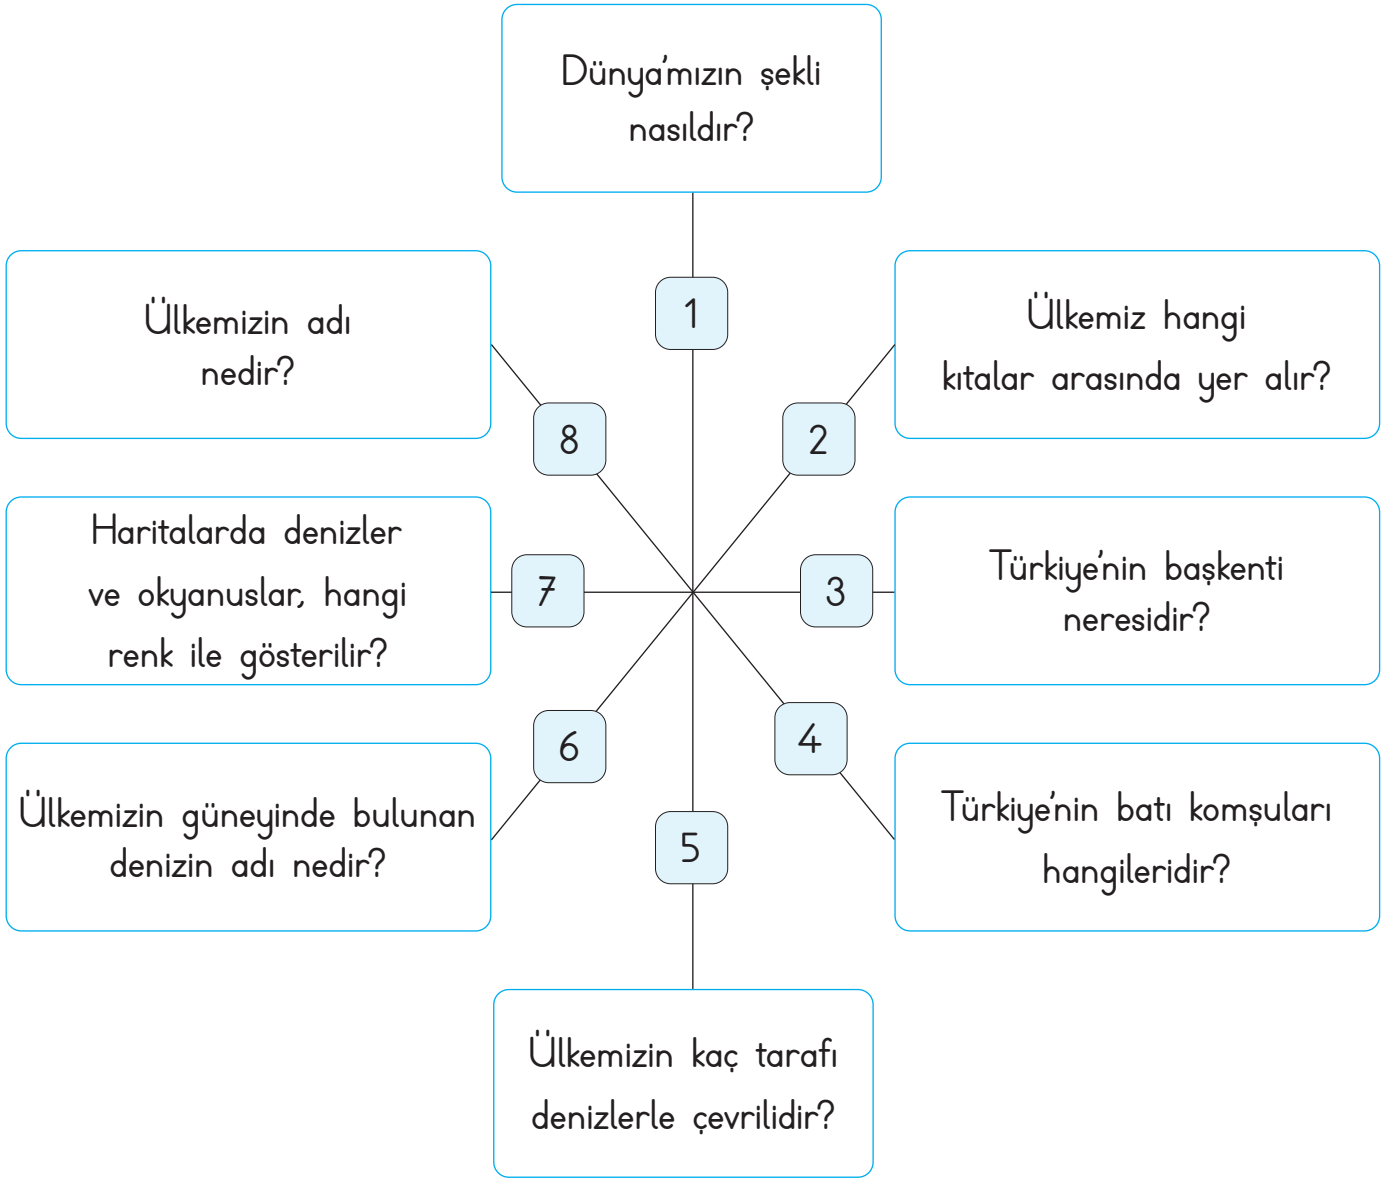 Dünya'mızın şekli
nasıldır?
1
Ülkemiz hangi
kıtalar arasında yer alır?
2
Türkiye'nin başkenti
neresidir?
3
Türkiye'nin batı komşuları
hangileridir?
4
Ülkemizin kaç tarafı
denizlerle çevrilidir?
5
Ülkemizin güneyinde bulunan
denizin adı nedir?
6
Haritalarda denizler
ve okyanuslar, hangi
renk ile gösterilir?
7
Ülkemizin adı
nedir?
8